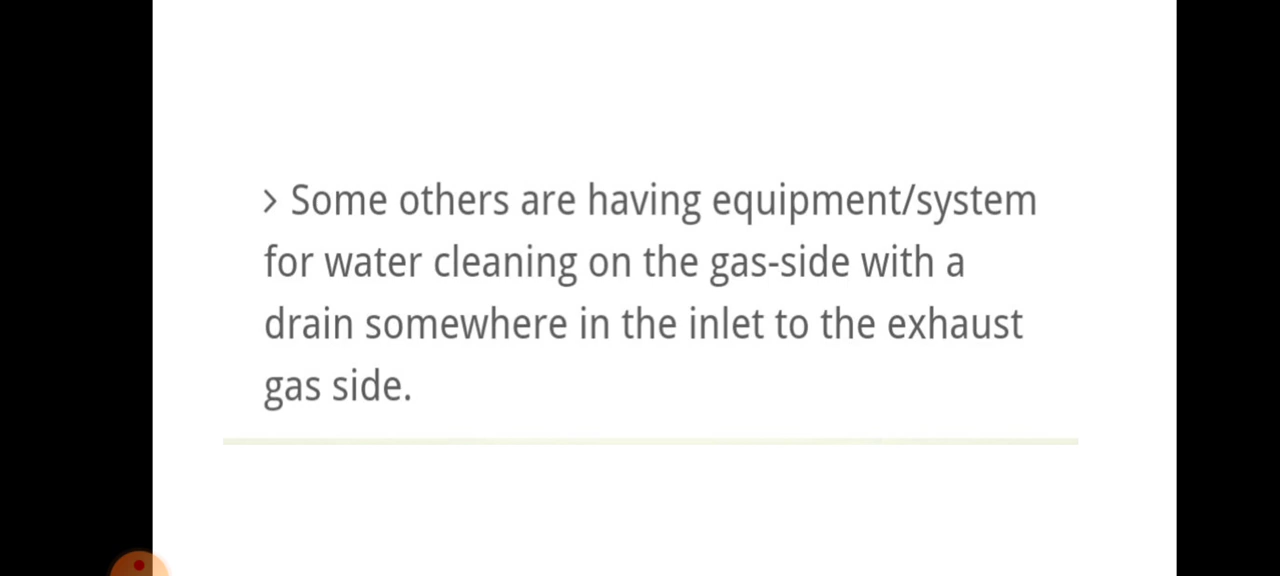 > Some others are having equipment/system
for water cleaning on the gas-side with a
drain somewhere in the inlet to the exhaust
gas side.